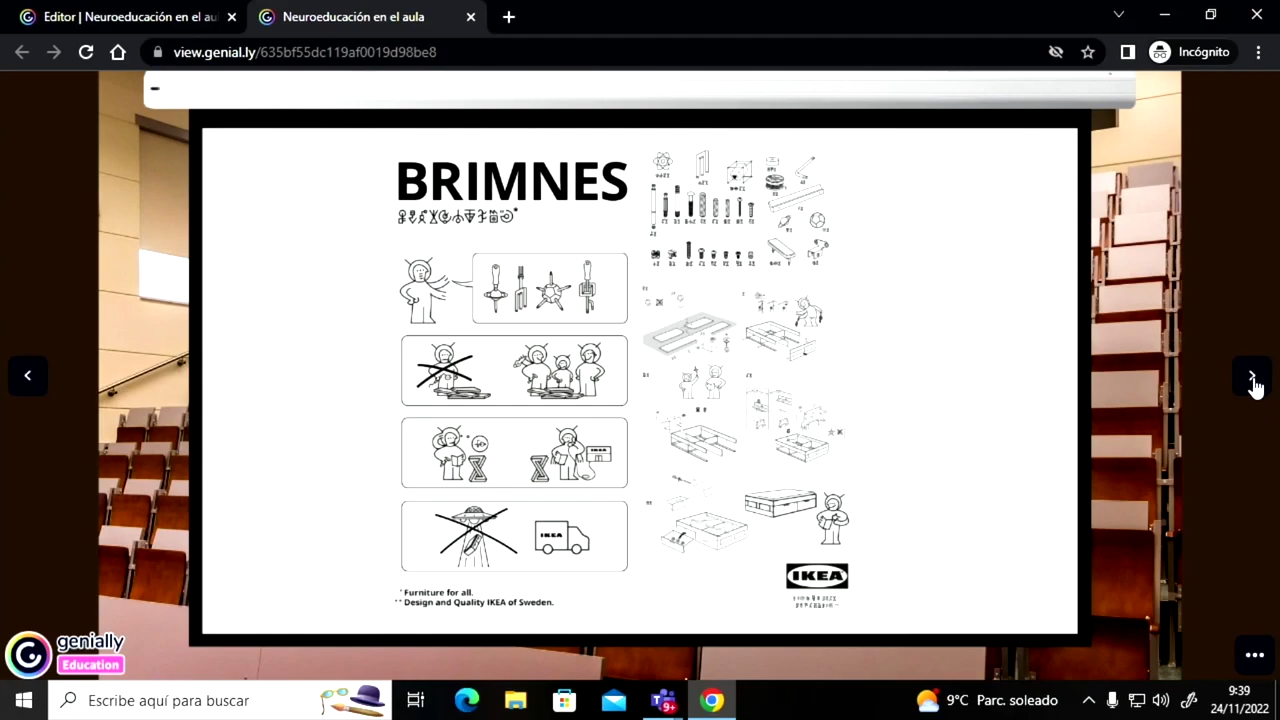 Editor | Neuroeducación en el au
Neuroeducación en el aula
view.genial.ly/635bf55dc119af0019d98be8
Incógnito
BRIMNES
IKEA
IKEA
* Furniture for all.
** Design and Quality IKEA of Sweden.
IKEA
genially
Education
Escribe aquí para buscar
9+
9°C Parc. soleado
9:39
24/11/2022